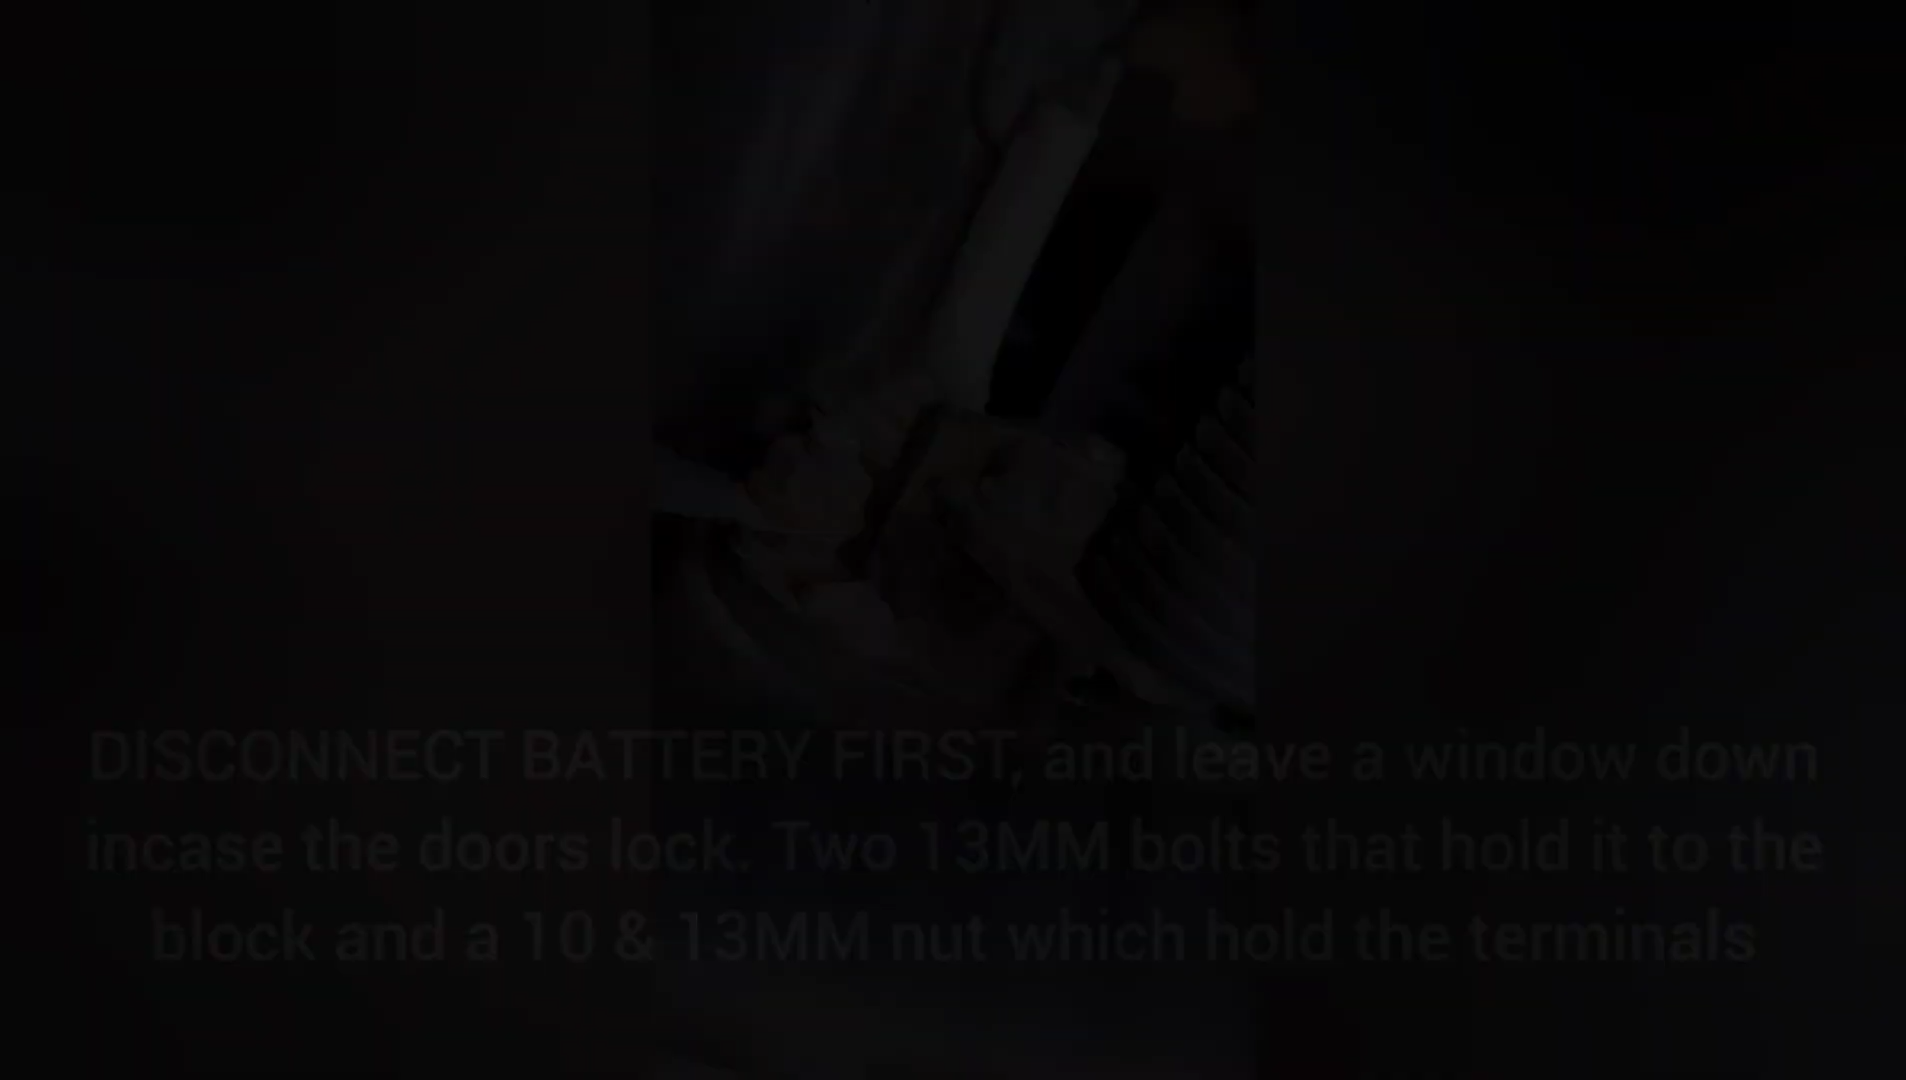 DISCONNECT BATTERY FIRST, and leave a window down
incase the doors lock. Two 13MM bolts that hold it to the
block and a 10 & 13MM nut which hold the terminals